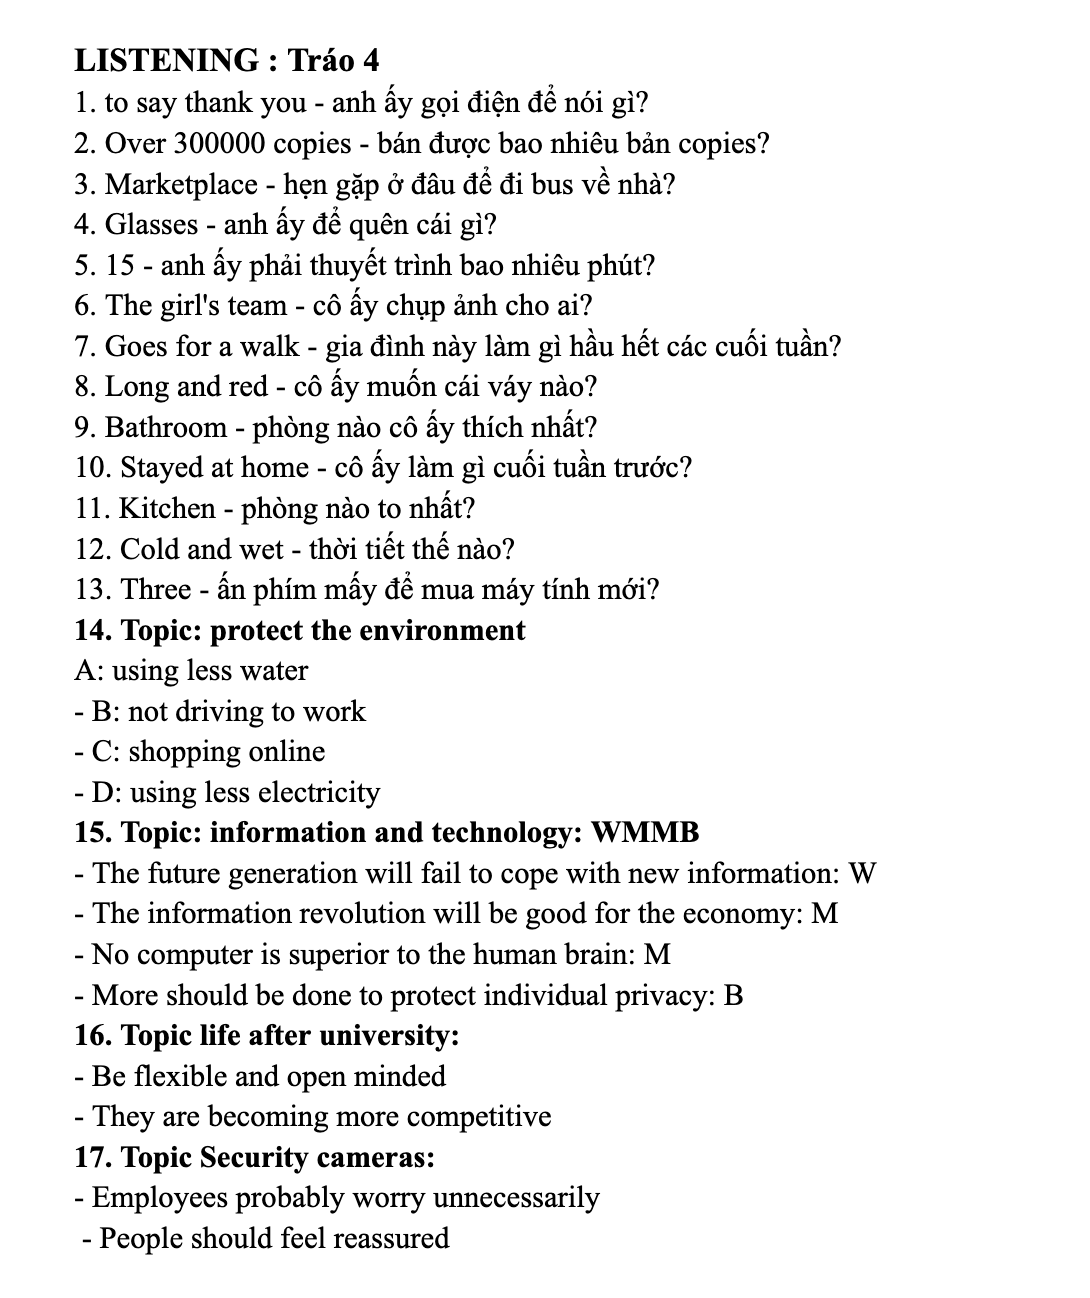 LISTENING : Tráo 4
1. to say thank you - anh ấy gọi điện để nói gì?
2. Over 300000 copies - bán được bao nhiêu bản copies?
3. Marketplace - hẹn gặp ở đâu để đi bus về nhà?
4. Glasses - anh ấy để quên cái gì?
5. 15 - anh ấy phải thuyết trình bao nhiêu phút?
6. The girl's team - cô ấy chụp ảnh cho ai?
7. Goes for a walk - gia đình này làm gì hầu hết các cuối tuần?
8. Long and red - cô ấy muốn cái váy nào?
9. Bathroom - phòng nào cô ấy thích nhất?
10. Stayed at home - cô ấy làm gì cuối tuần trước?
11. Kitchen - phòng nào to nhất?
12. Cold and wet - thời tiết thế nào?
13. Three - ấn phím mấy để mua máy tính mới?
14. Topic: protect the environment
A: using less water
- B: not driving to work
- C: shopping online
- D: using less electricity
15. Topic: information and technology: WMMB
- The future generation will fail to cope with new information: W
- The information revolution will be good for the economy: M
- No computer is superior to the human brain: M
- More should be done to protect individual privacy: B
16. Topic life after university:
- Be flexible and open minded
- They are becoming more competitive
17. Topic Security cameras:
- Employees probably worry unnecessarily
- People should feel reassured